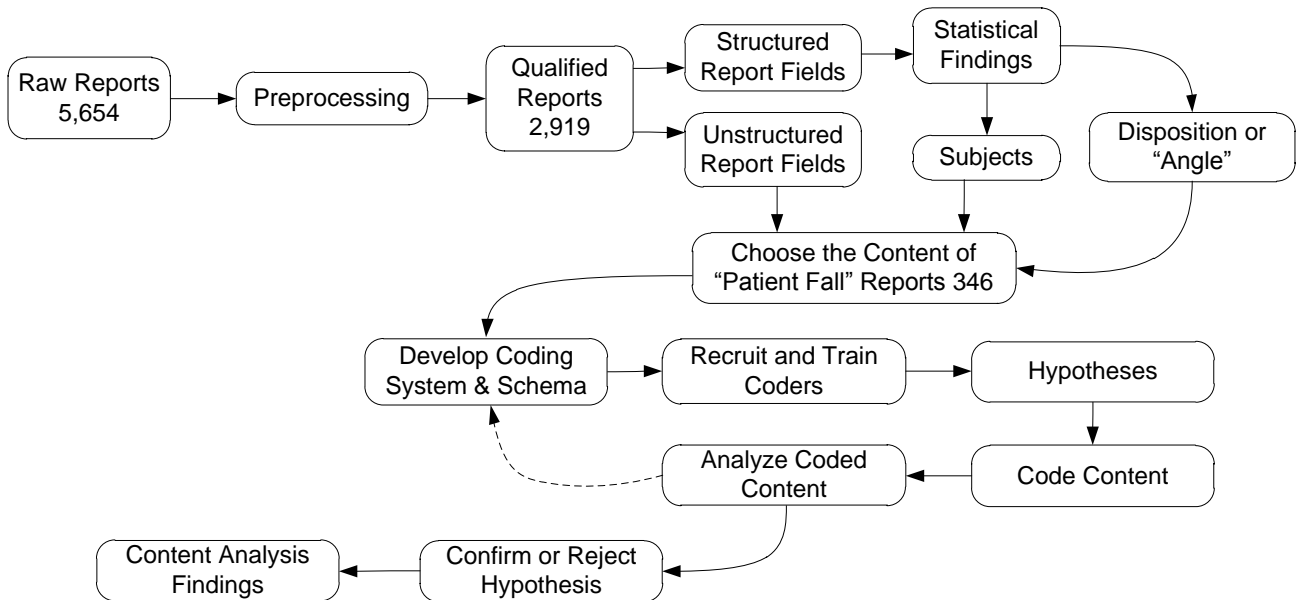 Raw Reports
5,654
Preprocessing
Qualified
Reports
2,919
Structured
Report Fields
Unstructured
Report Fields
Statistical
Findings
Subjects
Disposition or
“Angle”
Choose the Content of
“Patient Fall” Reports 346
Develop Coding
System & Schema
Recruit and Train
Coders
Hypotheses
Code Content
Analyze Coded
Content
Confirm or Reject
Hypothesis
Content Analysis
Findings